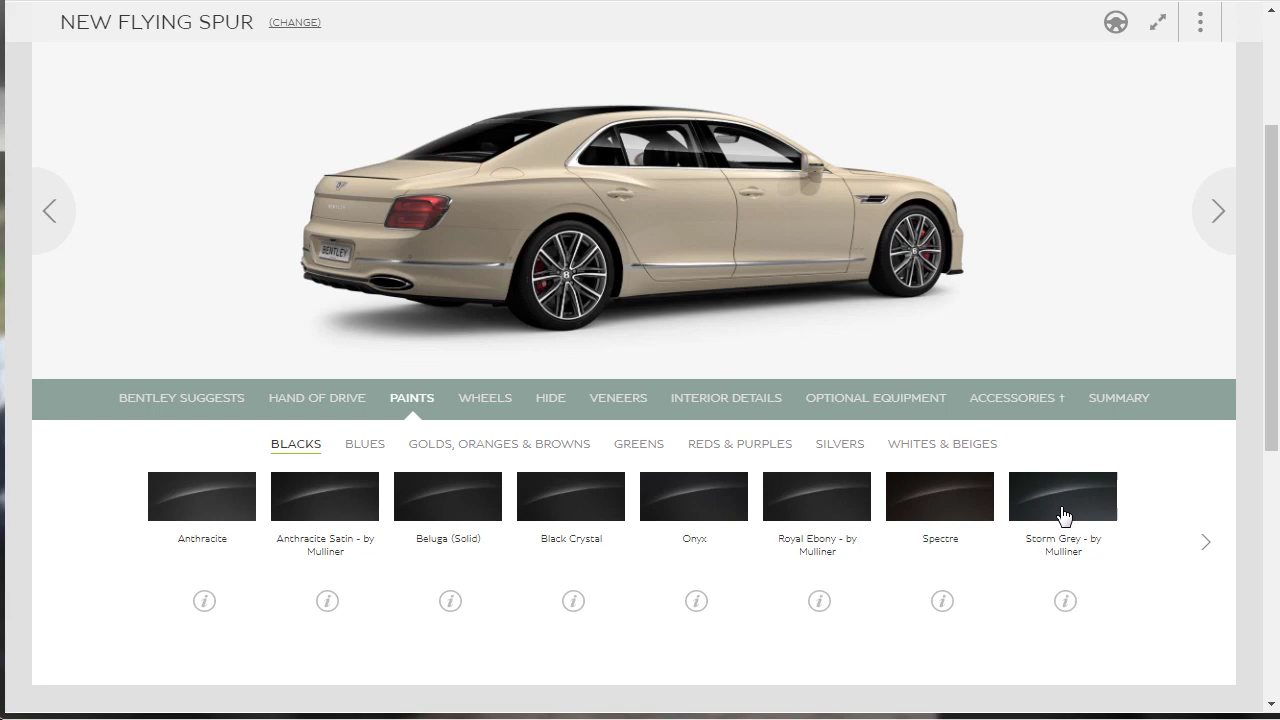 NEW FLYING SPUR (CHANGE)
BENTLEY
BENTLEY SUGGESTS HAND OF DRIVE PAINTS WHEELS HIDE VENEERS INTERIOR DETAILS OPTIONAL EQUIPMENT ACCESSORIES † SUMMARY
BLACKS BLUES GOLDS, ORANGES & BROWNS GREENS REDS & PURPLES SILVERS WHITES & BEIGES
Anthracite
Anthracite Satin - by
Mulliner
Beluga (Solid)
Black Crystal
Onyx
Royal Ebony - by
Mulliner
Spectre
Storm Grey - by
Mulliner
i i i i i i i i